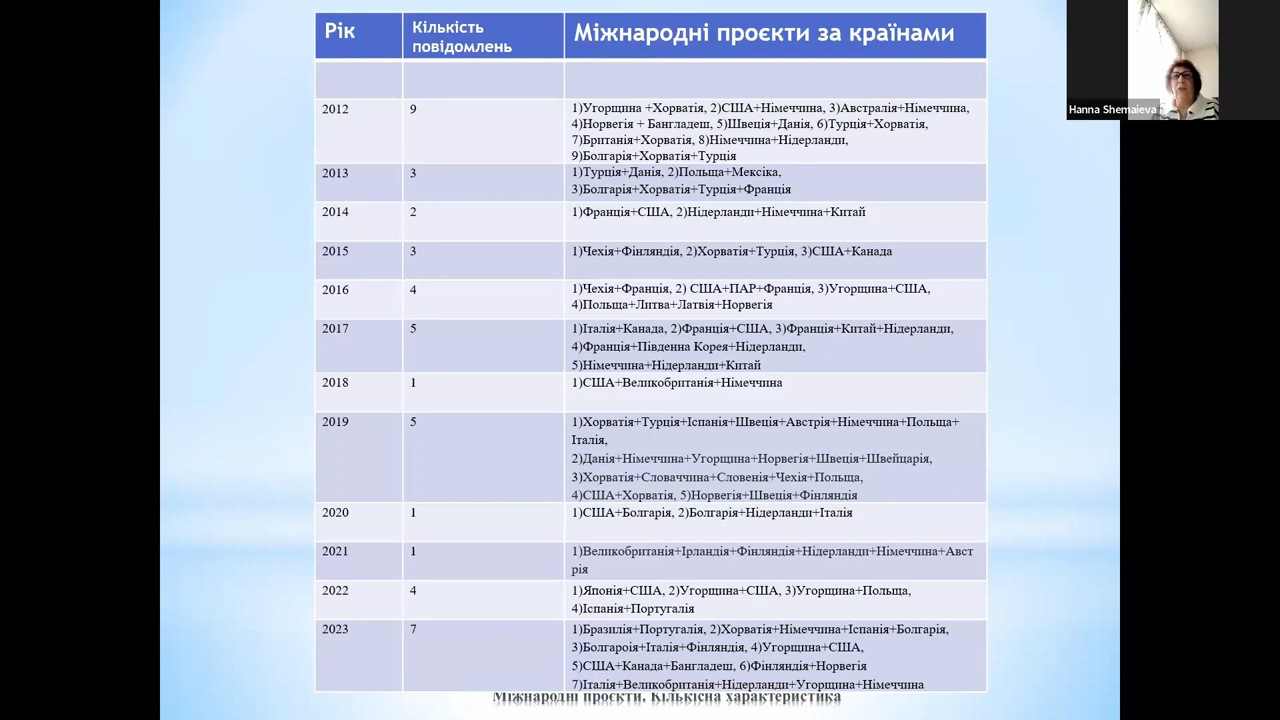 Рік
Кількість
повідомлень
Міжнародні проєкти за країнами
2012
9
1)Угорщина +Хорватія, 2)США+Німеччина, 3)Австралія+Німеччина,
4)Норвегія + Бангладеш, 5)Швеція+Данія, 6)Турція+Хорватія,
7)Британія+Хорватія, 8)Німеччина+Нідерланди,
9)Болгарія+Хорватія+Турція
2013
3
1)Турція+Данія, 2)Польща+Мексіка,
3)Болгарія+Хорватія+Турція+Франція
2014
2
1)Франція+США, 2)Нідерланди+Німеччина+Китай
2015
3
1)Чехія+Фінляндія, 2)Хорватія+Турція, 3)США+Канада
2016
4
1)Чехія+Франція, 2) США+ПАР+Франція, 3)Угорщина+США,
4)Польща+Литва+Латвія+Норвегія
2017
5
1)Італія+Канада, 2)Франція+США, 3)Франція+Китай+Нідерланди,
4)Франція+Південна Корея+Нідерланди,
5)Німеччина+Нідерланди+Китай
2018
1
1)США+Великобританія+Німеччина
2019
5
1)Хорватія+Турція+Іспанія+Швеція+Австрія+Німеччина+Польща+
Італія,
2)Данія+Німеччина+Угорщина+Норвегія+Швеція+Швейцарія,
3)Хорватія+Словаччина+Словенія+Чехія+Польща,
4)США+Хорватія, 5)Норвегія+Швеція+Фінляндія
2020
1
1)США+Болгарія, 2)Болгарія+Нідерланди+Італія
2021
1
1)Великобританія+Ірландія+Фінляндія+Нідерланди+Німеччина+Авст
рія
2022
4
1)Японія+США, 2)Угорщина+США, 3)Угорщина+Польща,
4)Іспанія+Португалія
2023
7
1)Бразилія+Португалія, 2)Хорватія+Німеччина+Іспанія+Болгарія,
3)Болгароія+Італія+Фінляндія, 4)Угорщина+США,
5)США+Канада+Бангладеш, 6)Фінляндія+Норвегія
7)Італія+Великобританія+Нідерланди+Угорщина+Німеччина
Міжнародні проєкти. Кількісна характеристика
Hanna Shemaieva